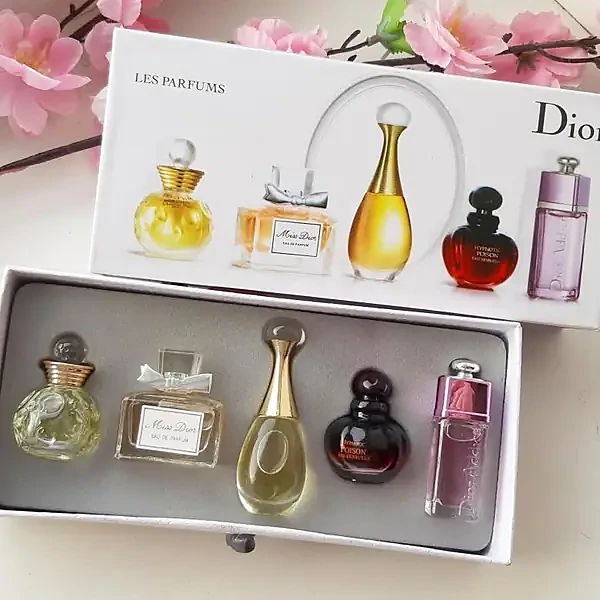 LES PARFUMS
Dior
Miss Dior
EAU DE PARFUM
HYPNOTIC
POISON
Miss Dior
EAU DE PARFUM
HYPNOTIC
POISON